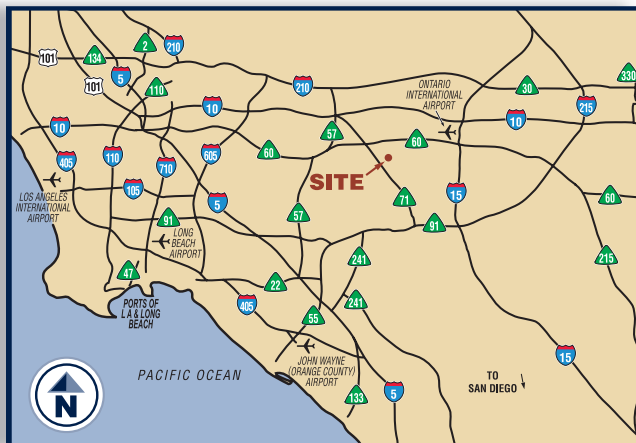 2
210
101
134
5
330
101
110
210
ONTARIO
INTERNATIONAL
AIRPORT
30
215
10
10
10
57
60
60
405
110
710
605
SITE
105
5
71
15
60
LOS ANGELES
INTERNATIONAL
AIRPORT
91
57
91
LONG
BEACH
AIRPORT
241
215
47
22
PORTS OF
L A & LONG
BEACH
405
241
55
JOHN WAYNE
(ORANGE COUNTY)
AIRPORT
15
PACIFIC OCEAN
TO
SAN DIEGO
133
5
N